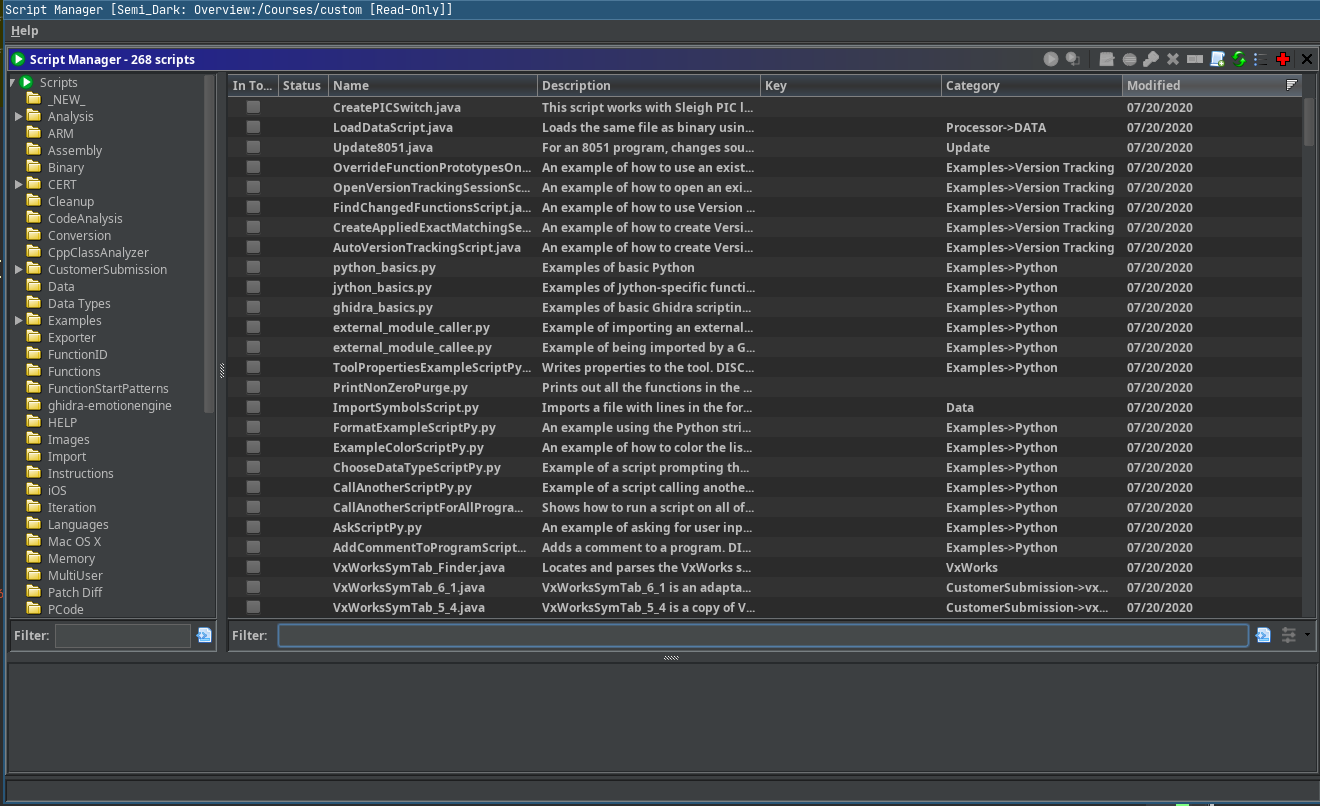 Script Manager [Semi_Dark: Overview:/Courses/custom [Read-Only]]
Help
Script Manager - 268 scripts
Scripts
_NEW_
Analysis
ARM
Assembly
Binary
CERT
Cleanup
CodeAnalysis
Conversion
CppClassAnalyzer
CustomerSubmission
Data
Data Types
Examples
Exporter
FunctionID
Functions
FunctionStartPatterns
ghidra-emotionengine
HELP
Images
Import
Instructions
iOS
Iteration
Languages
Mac OS X
Memory
MultiUser
Patch Diff
PCode
Filter:
In To... Status Name Description Key Category Modified
CreatePICSwitch.java This script works with Sleigh PIC l... 07/20/2020
LoadDataScript.java Loads the same file as binary usin... Processor->DATA 07/20/2020
Update8051.java For an 8051 program, changes sou... Update 07/20/2020
OverrideFunctionPrototypesOn... An example of how to use an exist... Examples->Version Tracking 07/20/2020
OpenVersionTrackingSessionSc... An example of how to open an exi... Examples->Version Tracking 07/20/2020
FindChangedFunctionsScript.ja... An example of how to use Version ... Examples->Version Tracking 07/20/2020
CreateAppliedExactMatchingSe... An example of how to create Versi... Examples->Version Tracking 07/20/2020
AutoVersionTrackingScript.java An example of how to create Versi... Examples->Version Tracking 07/20/2020
python_basics.py Examples of basic Python Examples->Python 07/20/2020
jython_basics.py Examples of Jython-specific functi... Examples->Python 07/20/2020
ghidra_basics.py Examples of basic Ghidra scriptin... Examples->Python 07/20/2020
external_module_caller.py Example of importing an external... Examples->Python 07/20/2020
external_module_callee.py Example of being imported by a G... Examples->Python 07/20/2020
ToolPropertiesExampleScriptPy... Writes properties to the tool. DISC... Examples->Python 07/20/2020
PrintNonZeroPurge.py Prints out all the functions in the ... 07/20/2020
ImportSymbolsScript.py Imports a file with lines in the for... Data 07/20/2020
FormatExampleScriptPy.py An example using the Python stri... Examples->Python 07/20/2020
ExampleColorScriptPy.py An example of how to color the lis... Examples->Python 07/20/2020
ChooseDataTypeScriptPy.py Example of a script prompting th... Examples->Python 07/20/2020
CallAnotherScriptPy.py Example of a script calling anothe... Examples->Python 07/20/2020
CallAnotherScriptForAllPrograa... Shows how to run a script on all of... Examples->Python 07/20/2020
AskScriptPy.py An example of asking for user inp... Examples->Python 07/20/2020
AddCommentToProgramScript... Adds a comment to a program. DI... Examples->Python 07/20/2020
VxWorksSymTab_Finder.java Locates and parses the VxWorks s... VxWorks 07/20/2020
VxWorksSymTab_6_1.java VxWorksSymTab_6_1 is an adapta... CustomerSubmission->vx... 07/20/2020
VxWorksSymTab_5_4.java VxWorksSymTab_5_4 is a copy of V... CustomerSubmission->vx... 07/20/2020
Filter: